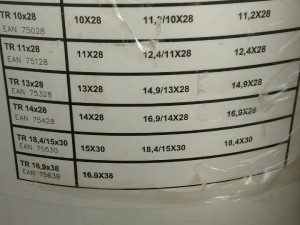 TR 10x28 10X28 11,2/10X28 11,2X28
EAN 75028
TR 11x28 11X28 12,4/11X28 12,4X28
EAN 75128
TR 13x28 13X28 14,9/13X28 14,9X28
EAN 75328
TR 14x28 14X28 16,9/14X28 16,9X28
EAN 75428
TR 18,4/15x30 15X30 18,4/15X30 18,4X30
EAN 75530
TR 16,9x38 16.9X38
EAN 75638